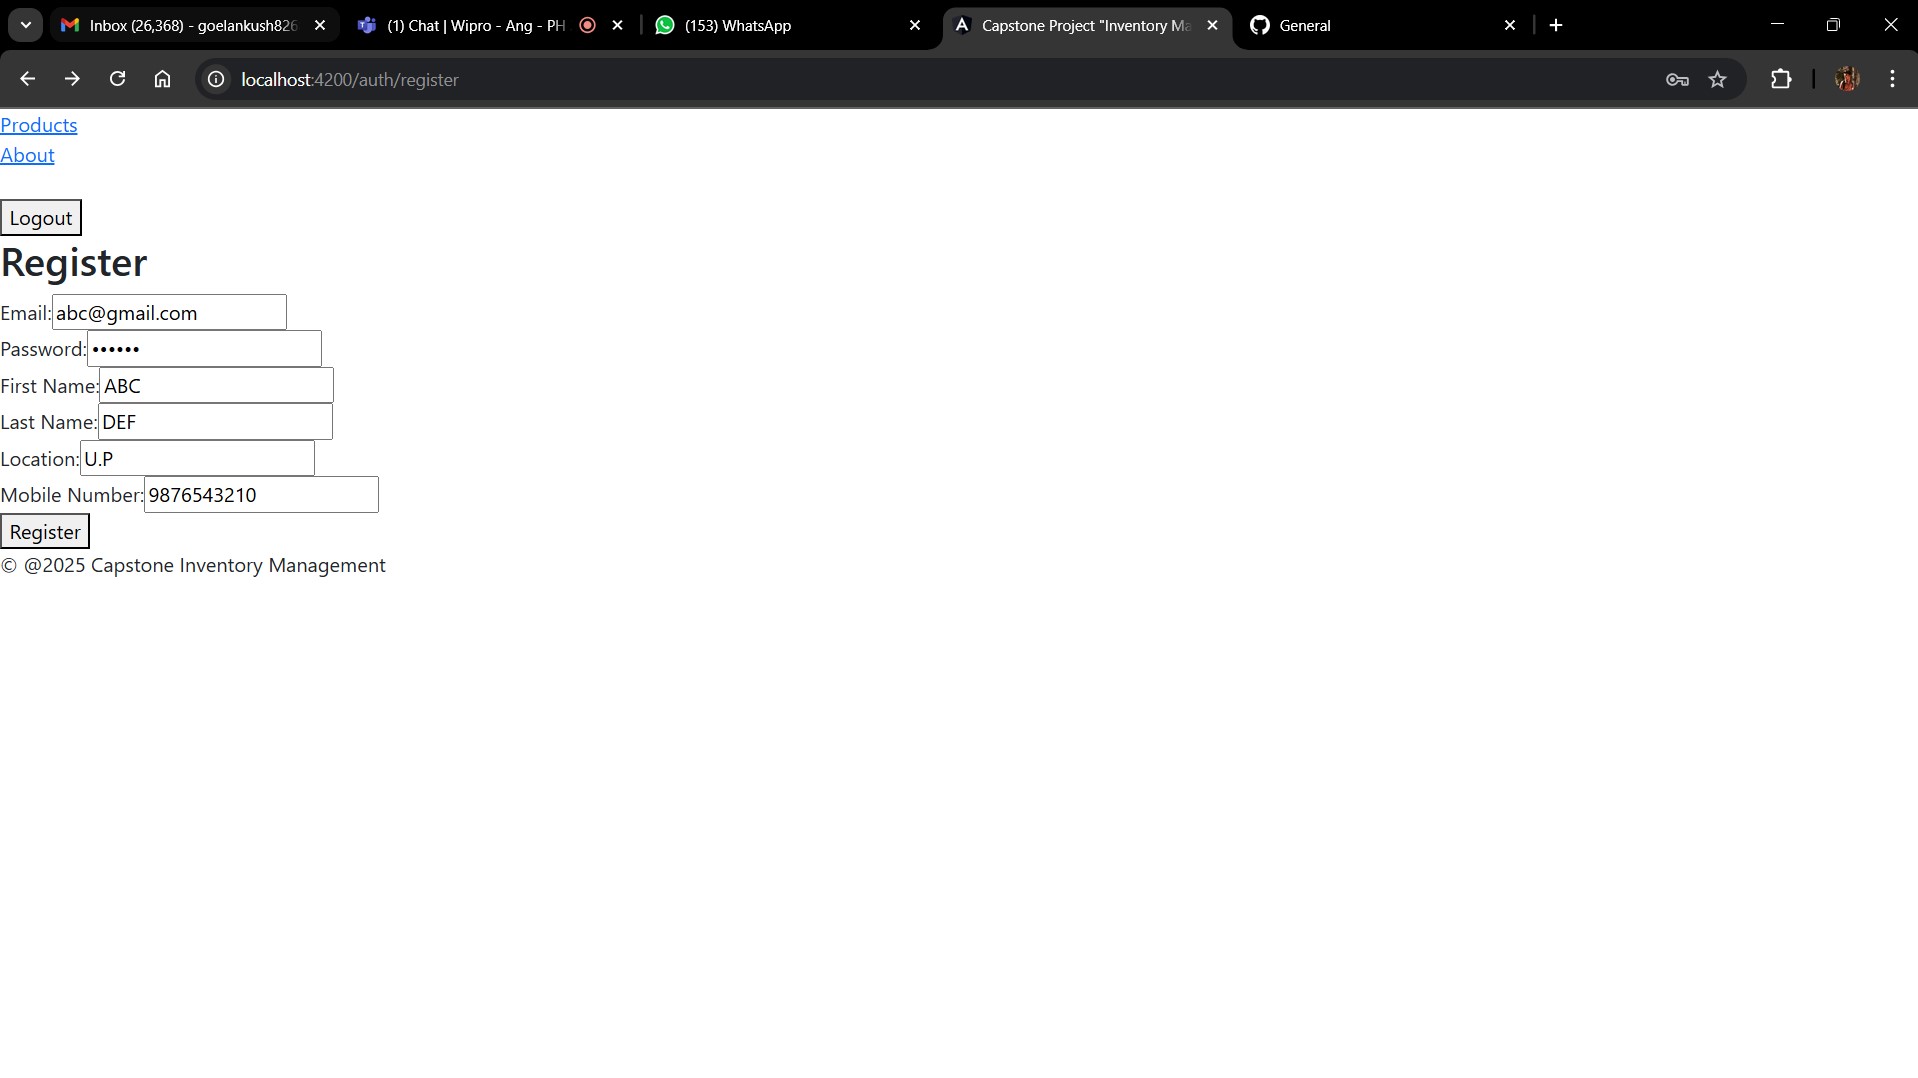 Inbox (26,368) - goelankush826
(1) Chat | Wipro - Ang - PH
(153) WhatsApp
Capstone Project "Inventory Ma
General
localhost:4200/auth/register
Products
About
Logout
Register
Email: abc@gmail.com
Password: ••••••
First Name: ABC
Last Name: DEF
Location: U.P
Mobile Number: 9876543210
Register
© @2025 Capstone Inventory Management